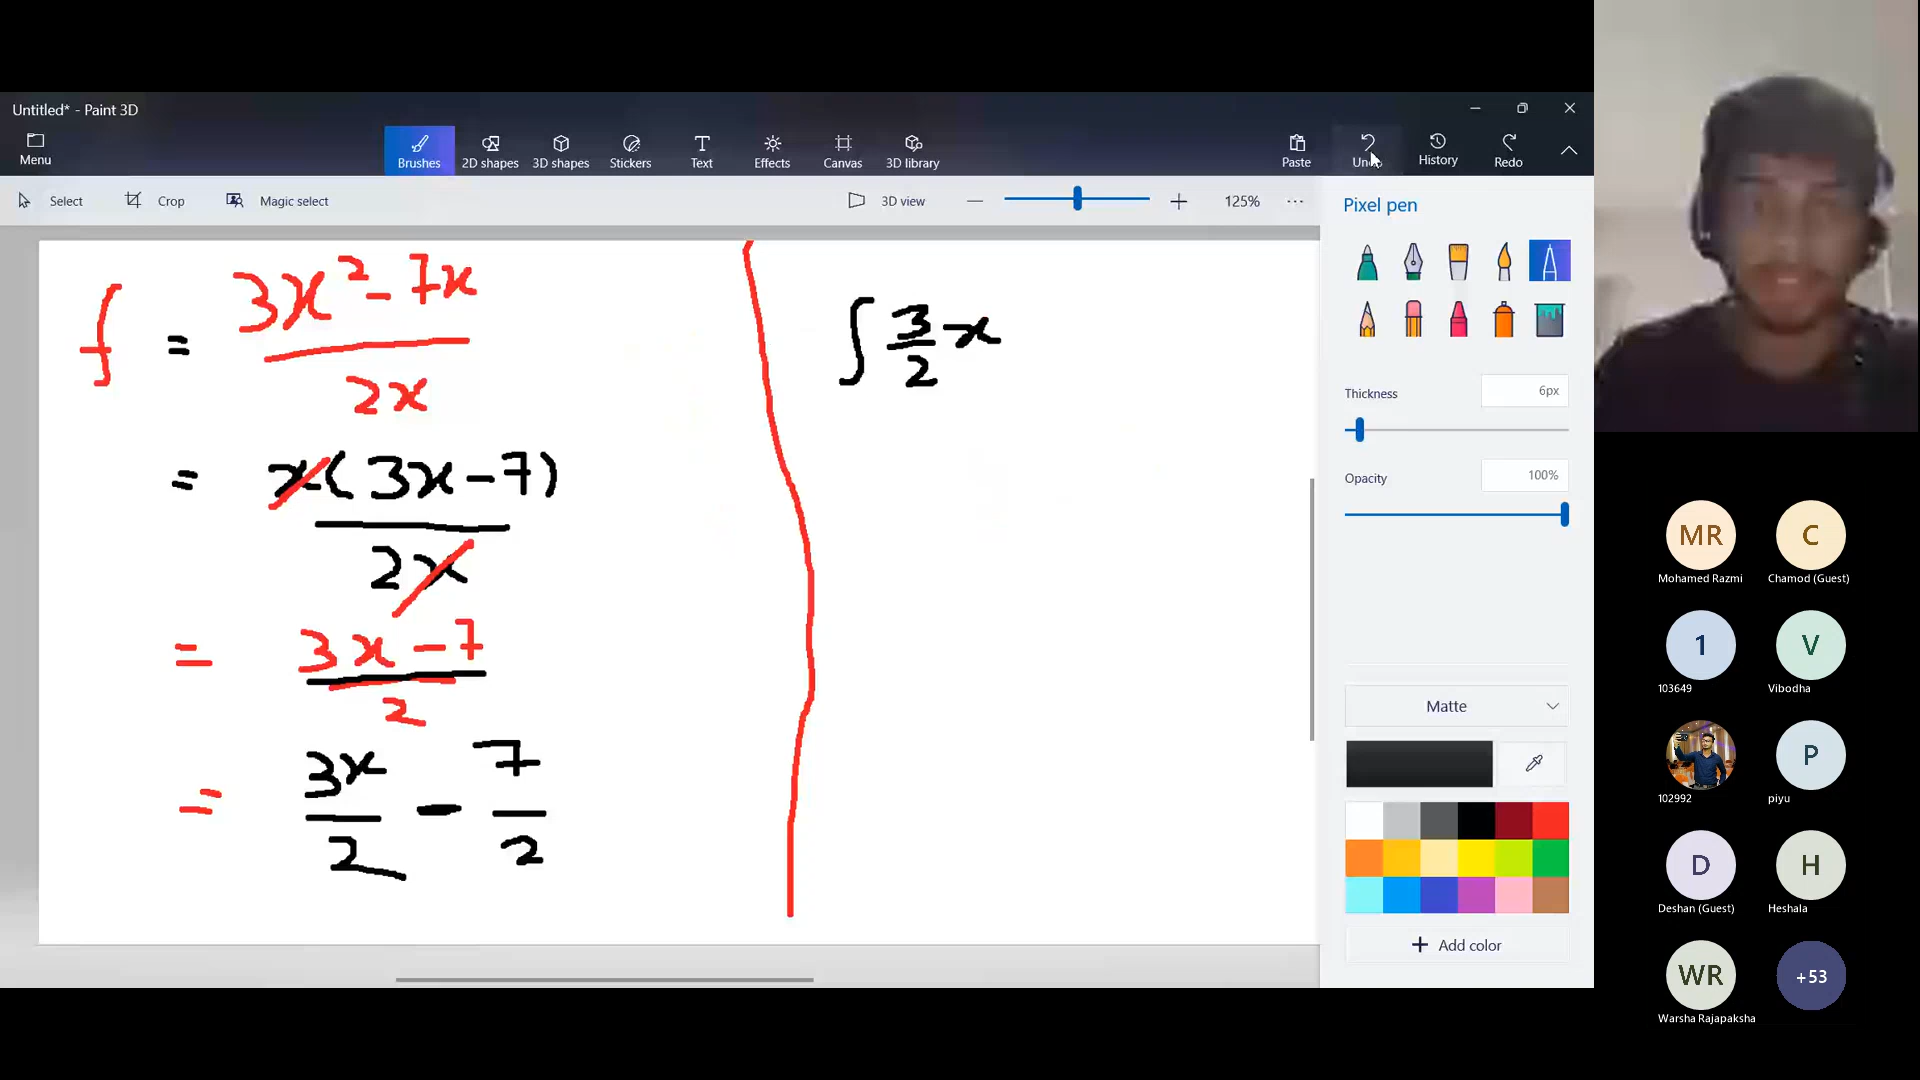 Untitled* - Paint 3D
Menu
Brushes
2D shapes
3D shapes
Stickers
Text
Effects
Canvas
3D library
Paste
History
Redo
Select
Crop
Magic select
3D view
125%
Pixel pen
Thickness
6px
Opacity
100%
Matte
+ Add color
f = 3x² - 7x
2x
= x(3x-7)
2x
= 3x-7
2
= 3x/2 - 7/2
∫ 3/2 x
MR
Mohamed Razmi
C
Chamod (Guest)
1
103649
V
Vibodha
102992
P
piyu
D
Deshan (Guest)
H
Heshala
WR
Warsha Rajapaksha
+53